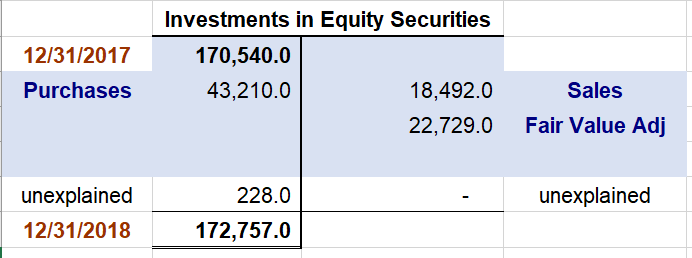 Investments in Equity Securities
12/31/2017 170,540.0
Purchases 43,210.0 18,492.0 Sales
22,729.0 Fair Value Adj
unexplained 228.0 - unexplained
12/31/2018 172,757.0